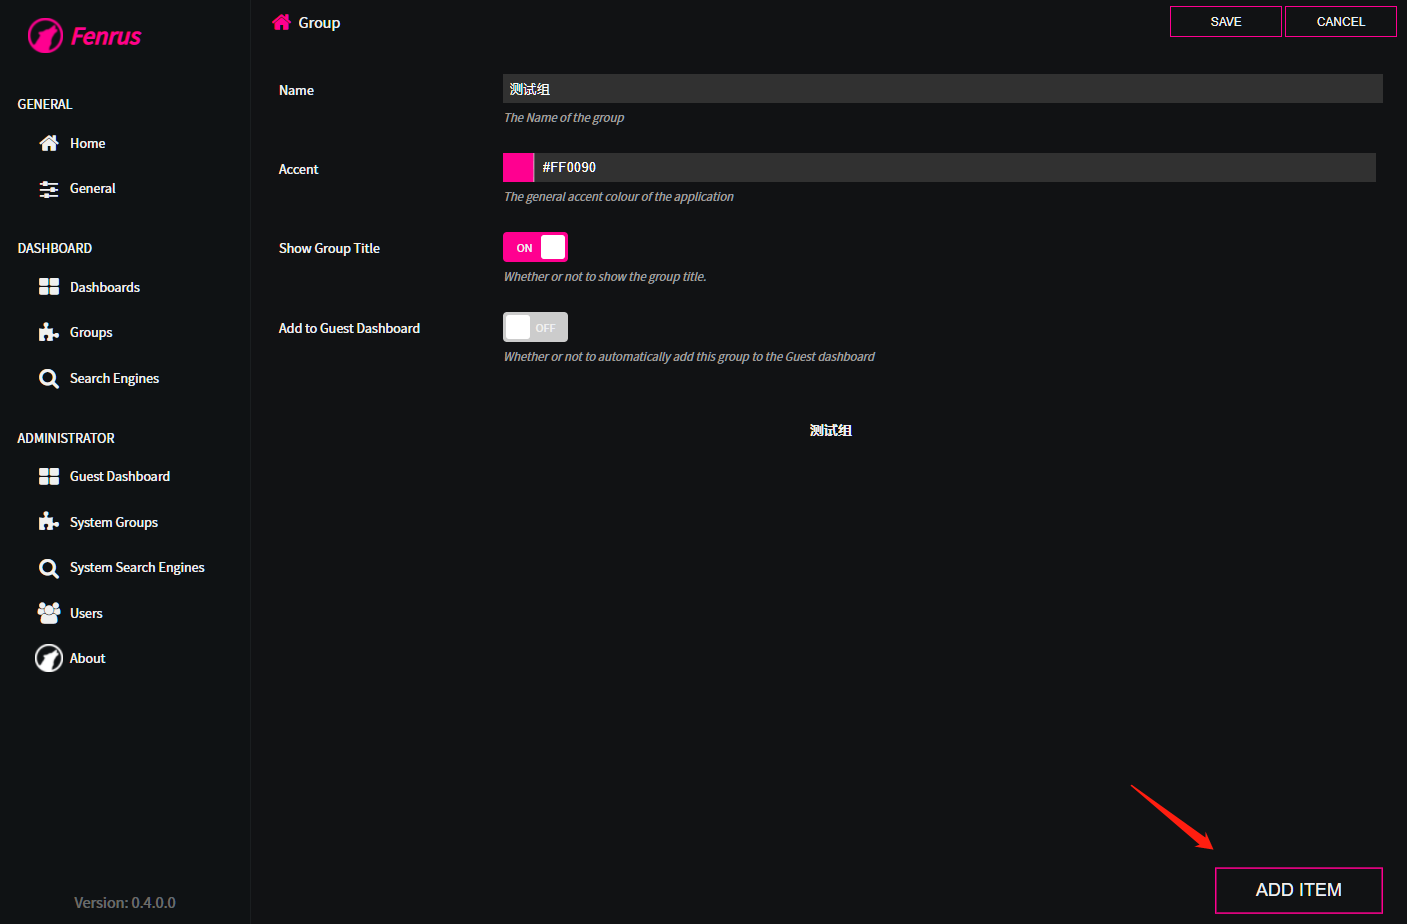 Fenrus
GENERAL
Home
General
DASHBOARD
Dashboards
Groups
Search Engines
ADMINISTRATOR
Guest Dashboard
System Groups
System Search Engines
Users
About
Version: 0.4.0.0
Group
SAVE
CANCEL
Name
测试组
The Name of the group
Accent
#FF0090
The general accent colour of the application
Show Group Title
ON
Whether or not to show the group title.
Add to Guest Dashboard
OFF
Whether or not to automatically add this group to the Guest dashboard
测试组
ADD ITEM